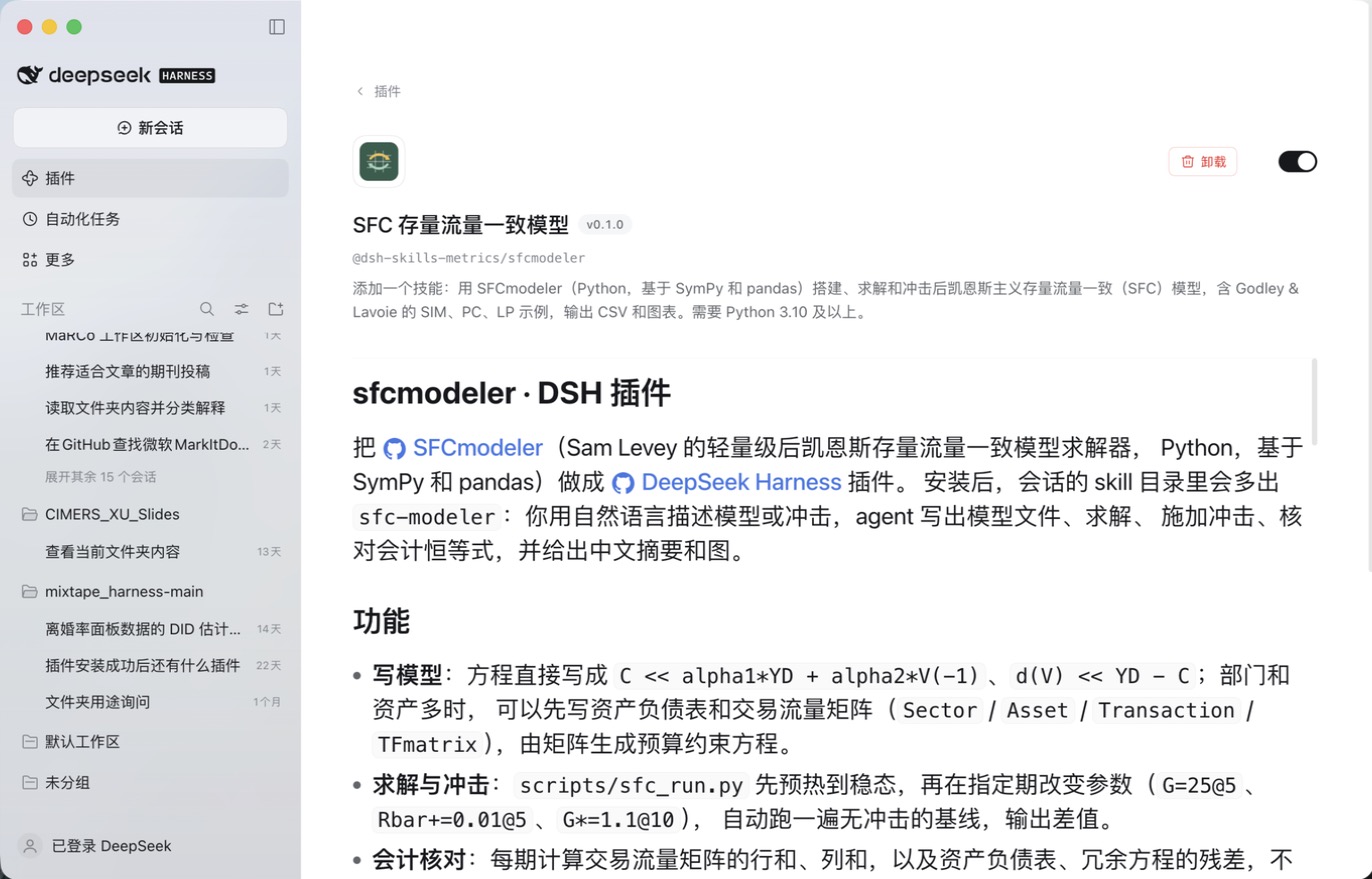 deepseek HARNESS
新会话
插件
自动化任务
更多
工作区
MaRCo 工作区初始化与检查 1天
推荐适合文章的期刊投稿 1天
读取文件夹内容并分类解释 1天
在 GitHub 查找微软 MarkItDo... 2天
展开其余 15 个会话
CIMERS_XU_Slides
查看当前文件夹内容 13天
mixtape_harness-main
离婚率面板数据的 DID 估计... 14天
插件安装成功后还有什么插件 22天
文件夹用途询问 1个月
默认工作区
未分组
已登录 DeepSeek
插件
卸载
SFC 存量流量一致模型 v0.1.0
@dsh-skills-metrics/sfcmodeler
添加一个技能：用 SFCmodeler（Python，基于 SymPy 和 pandas）搭建、求解和冲击后凯恩斯主义存量流量一致（SFC）模型，含 Godley &
Lavoie 的 SIM、PC、LP 示例，输出 CSV 和图表。需要 Python 3.10 及以上。
sfcmodeler · DSH 插件
把 SFCmodeler（Sam Levey 的轻量级后凯恩斯存量流量一致模型求解器， Python，基于
SymPy 和 pandas）做成 DeepSeek Harness 插件。 安装后，会话的 skill 目录里会多出
sfc-modeler：你用自然语言描述模型或冲击，agent 写出模型文件、求解、 施加冲击、核
对会计恒等式，并给出中文摘要和图。
功能
• 写模型：方程直接写成 C << alpha1*YD + alpha2*V(-1)、d(V) << YD - C；部门和
资产多时， 可以先写资产负债表和交易流量矩阵（Sector / Asset / Transaction /
TFmatrix），由矩阵生成预算约束方程。
• 求解与冲击：scripts/sfc_run.py 先预热到稳态，再在指定期改变参数（G=25@5、
Rbar+=0.01@5、G*=1.1@10）， 自动跑一遍无冲击的基线，输出差值。
• 会计核对：每期计算交易流量矩阵的行和、列和，以及资产负债表、冗余方程的残差，不